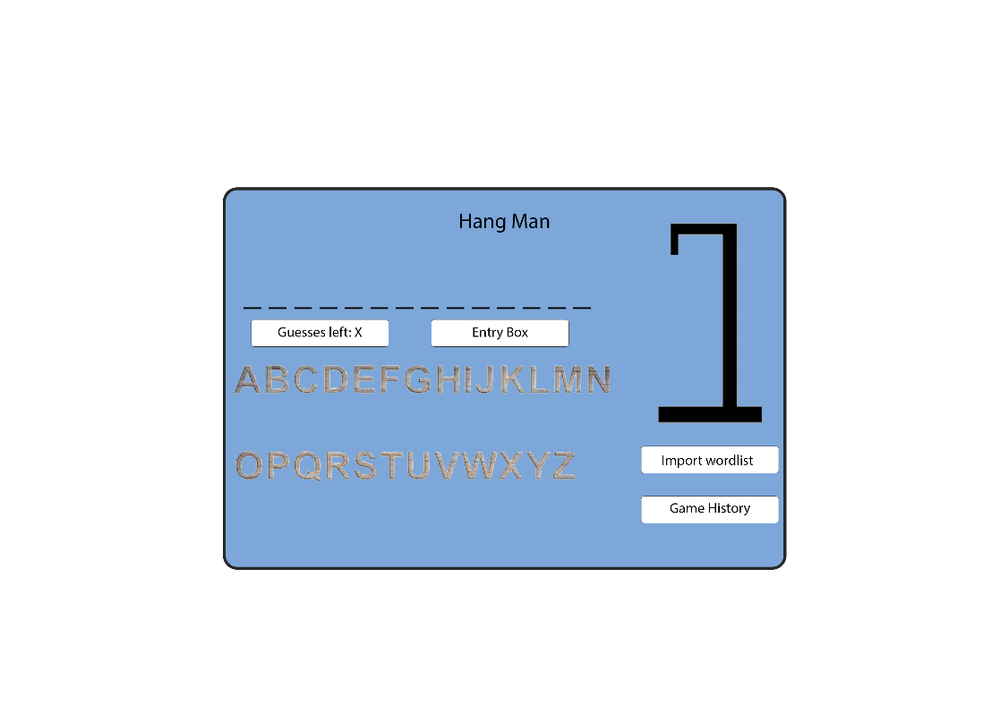 Hang Man
Guesses left: X
Entry Box
ABCDEFGHIJKLMN
OPQRSTUVWXYZ
Import wordlist
Game History